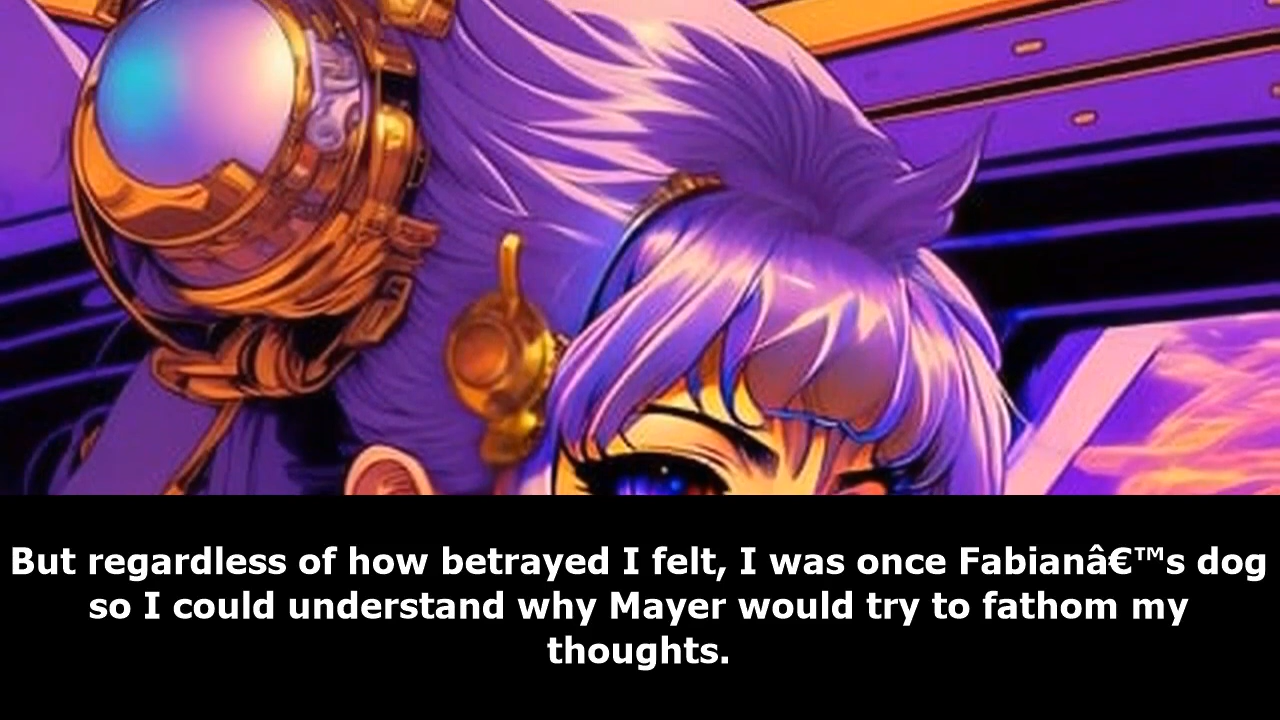 But regardless of how betrayed I felt, I was once Fabianâ€™s dog
so I could understand why Mayer would try to fathom my
thoughts.